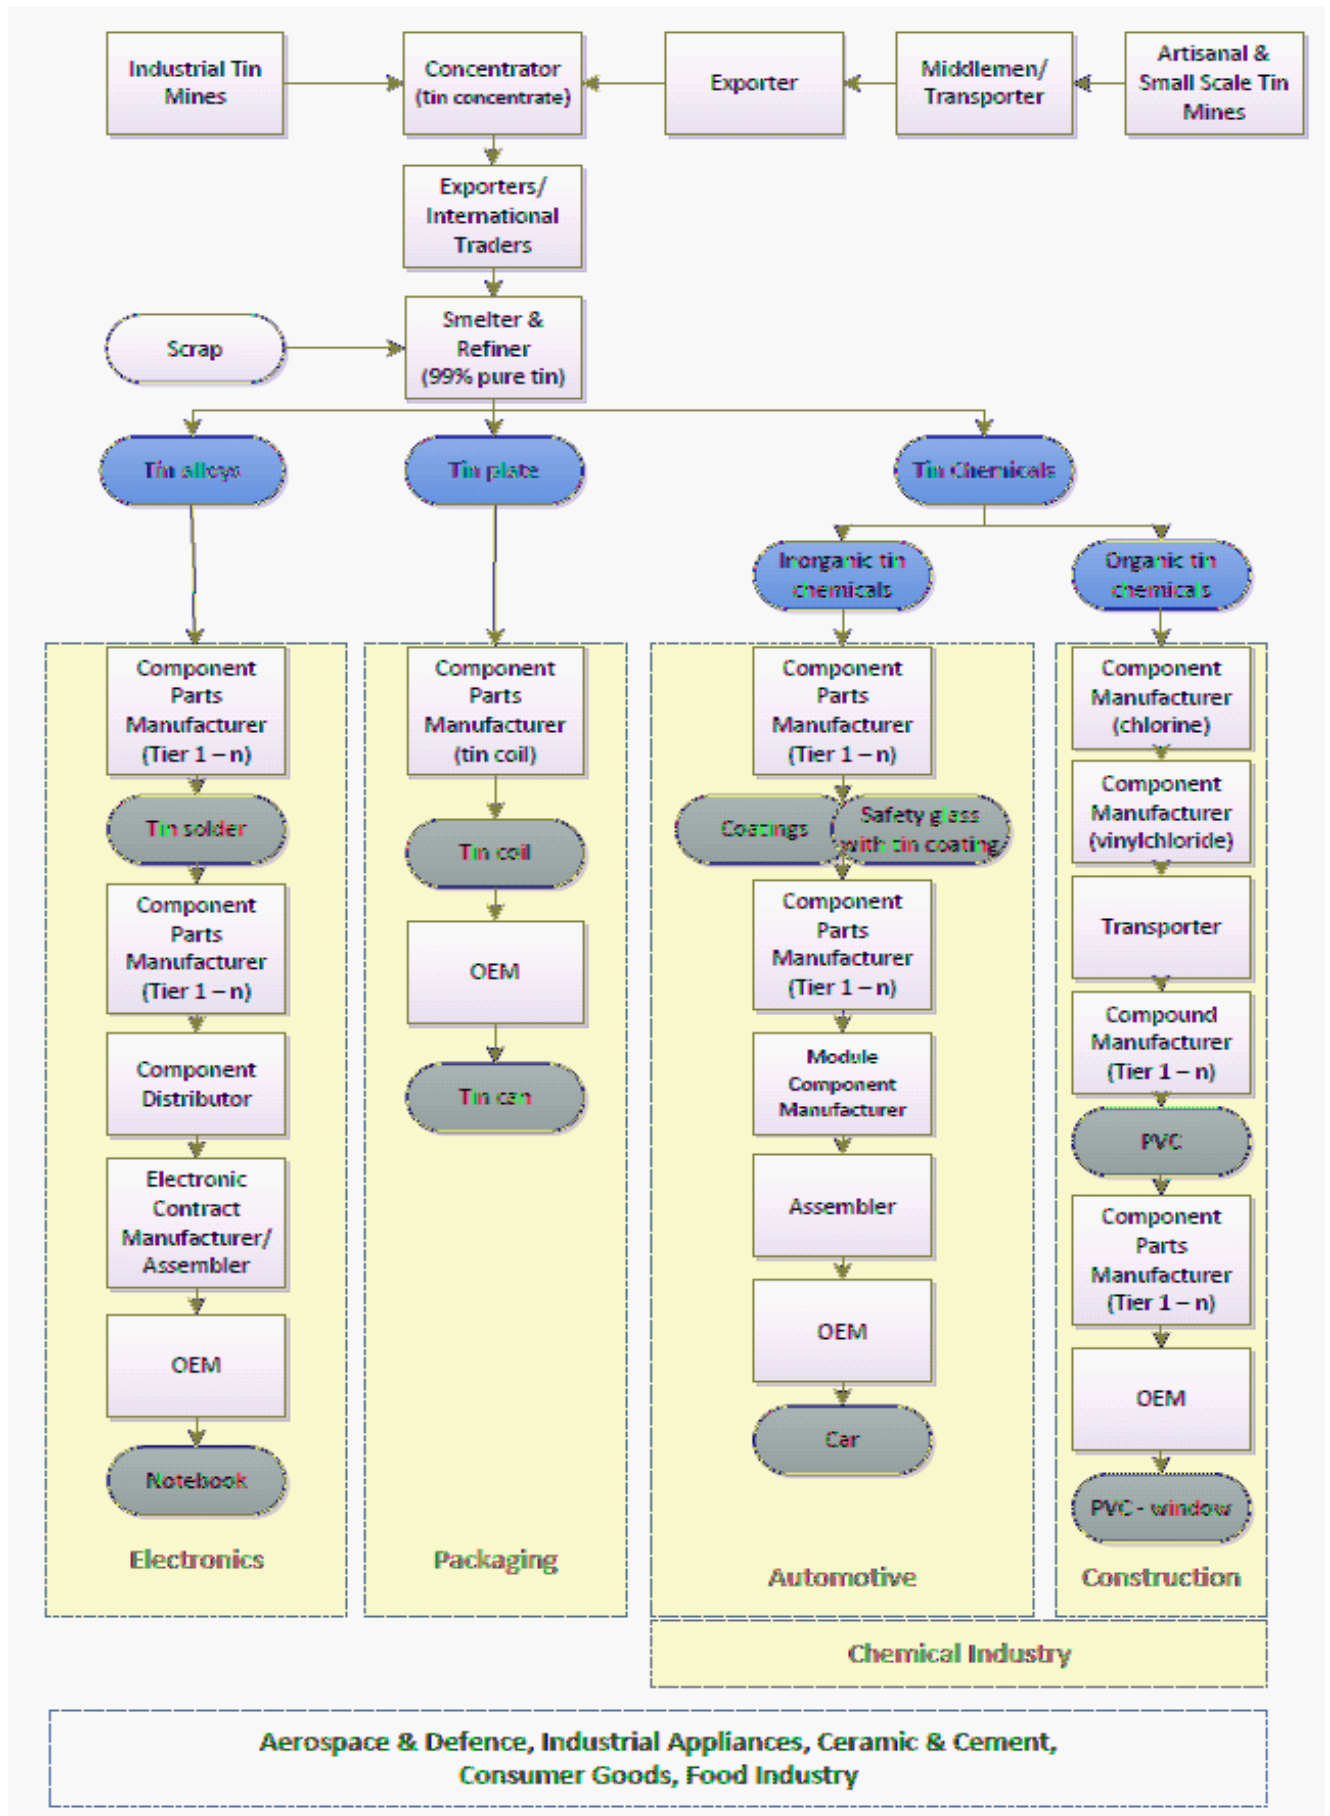 Industrial Tin
Mines
Concentrator
(tin concentrate)
Exporter
Middlemen/
Transporter
Artisanal &
Small Scale Tin
Mines
Exporters/
International
Traders
Scrap
Smelter &
Refiner
(99% pure tin)
Tin alloys
Tin plate
Tin Chemicals
Inorganic tin
chemicals
Organic tin
chemicals
Component
Parts
Manufacturer
(Tier 1 – n)
Tin solder
Component
Parts
Manufacturer
(Tier 1 – n)
Component
Distributor
Electronic
Contract
Manufacturer/
Assembler
OEM
Notebook
Electronics
Component
Parts
Manufacturer
(tin coil)
Tin coil
OEM
Tin can
Packaging
Component
Parts
Manufacturer
(Tier 1 – n)
Coatings
Safety glass
with tin coating
Component
Parts
Manufacturer
(Tier 1 – n)
Module
Component
Manufacturer
Assembler
OEM
Car
Automotive
Component
Manufacturer
(chlorine)
Component
Manufacturer
(vinylchloride)
Transporter
Compound
Manufacturer
(Tier 1 – n)
PVC
Component
Parts
Manufacturer
(Tier 1 – n)
OEM
PVC - window
Construction
Chemical Industry
Aerospace & Defence, Industrial Appliances, Ceramic & Cement,
Consumer Goods, Food Industry